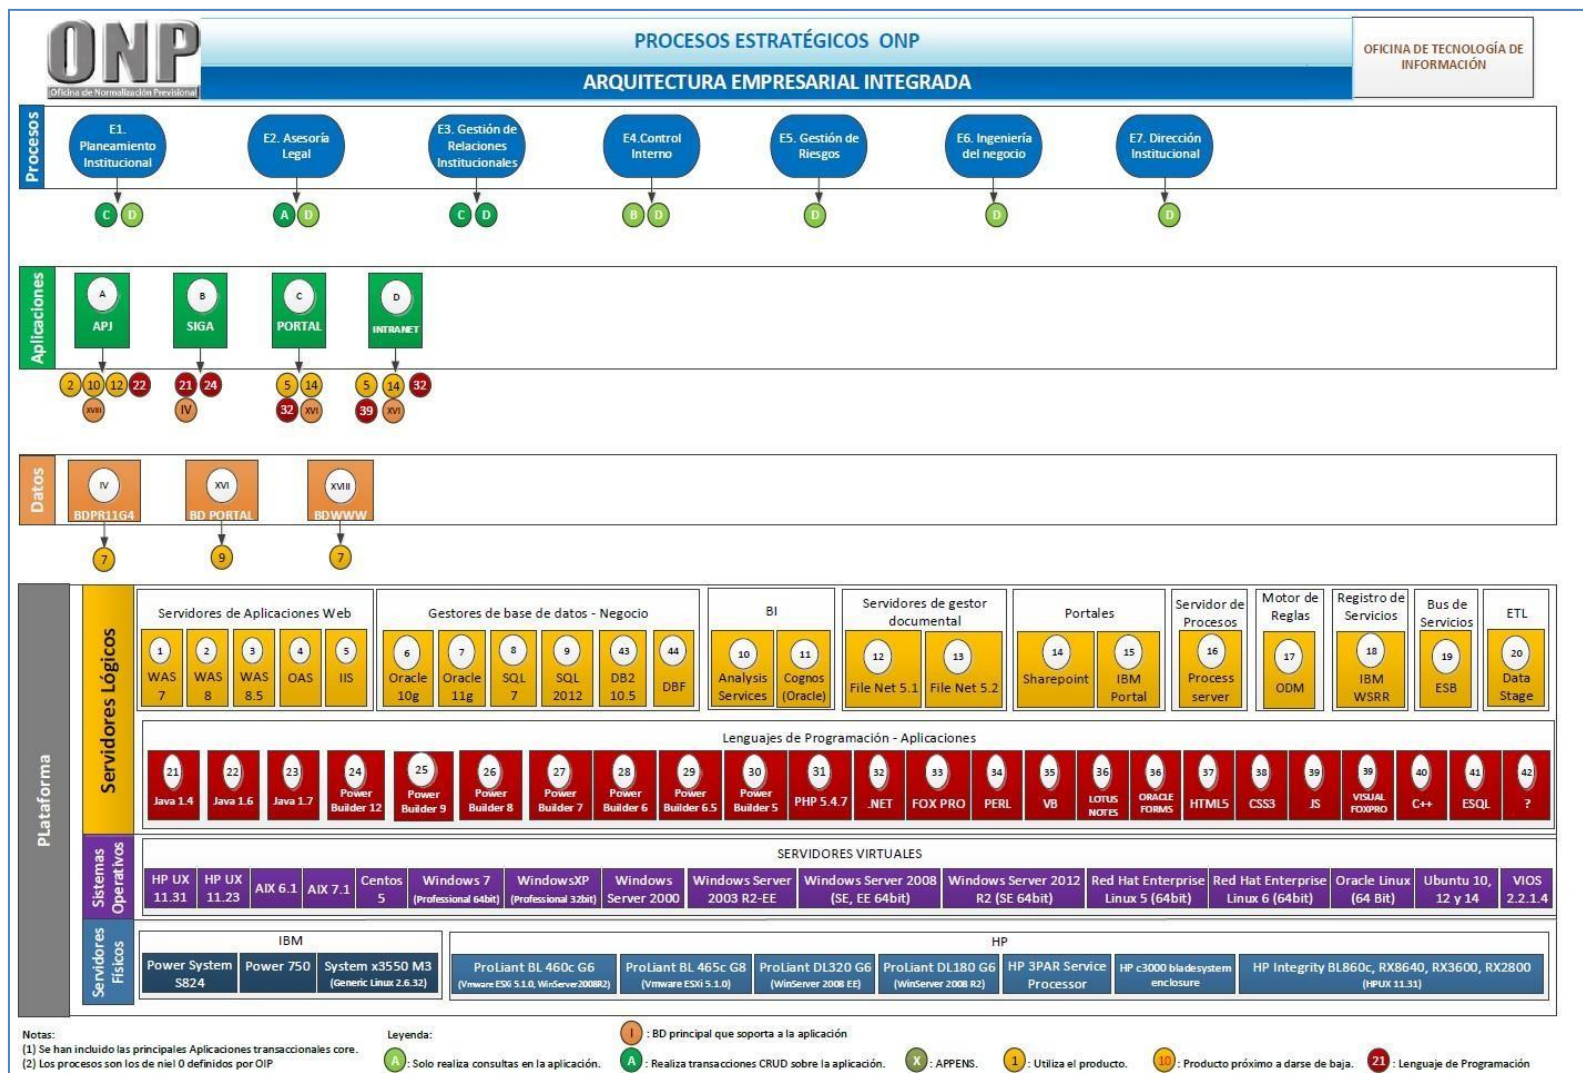 ONP
Oficina de Normalización Previsional
PROCESOS ESTRATÉGICOS ONP
ARQUITECTURA EMPRESARIAL INTEGRADA
OFICINA DE TECNOLOGÍA DE
INFORMACIÓN
Procesos
E1.
Planeamiento
Institucional
E2. Asesoría
Legal
E3. Gestión de
Relaciones
Institucionales
E4.Control
Interno
E5. Gestión de
Riesgos
E6. Ingeniería
del negocio
E7. Dirección
Institucional
C D
A D
C D
B D
D
D
D
Aplicaciones
A
APJ
B
SIGA
C
PORTAL
D
INTRANET
2 10 12 22
XVIII
21 24
IV
5 14
32 XVI
5 14 32
39 XVI
Datos
IV
BDPR11G4
XVI
BD PORTAL
XVIII
BDWWW
7
9
7
PLataforma
Servidores Lógicos
Servidores de Aplicaciones Web
1
WAS
7
2
WAS
8
3
WAS
8.5
4
OAS
5
IIS
Gestores de base de datos - Negocio
6
Oracle
10g
7
Oracle
11g
8
SQL
7
9
SQL
2012
43
DB2
10.5
44
DBF
BI
10
Analysis
Services
11
Cognos
(Oracle)
Servidores de gestor
documental
12
File Net 5.1
13
File Net 5.2
Portales
14
Sharepoint
15
IBM
Portal
Servidor de
Procesos
16
Process
server
Motor de
Reglas
17
ODM
Registro de
Servicios
18
IBM
WSRR
Bus de
Servicios
19
ESB
ETL
20
Data
Stage
Lenguajes de Programación - Aplicaciones
21
Java 1.4
22
Java 1.6
23
Java 1.7
24
Power
Builder 12
25
Power
Builder 9
26
Power
Builder 8
27
Power
Builder 7
28
Power
Builder 6
29
Power
Builder 6.5
30
Power
Builder 5
31
PHP 5.4.7
32
.NET
33
FOX PRO
34
PERL
35
VB
36
LOTUS
NOTES
36
ORACLE
FORMS
37
HTML5
38
CSS3
39
JS
39
VISUAL
FOXPRO
40
C++
41
ESQL
42
?
Sistemas
Operativos
SERVIDORES VIRTUALES
HP UX
11.31
HP UX
11.23
AIX 6.1
AIX 7.1
Centos
5
Windows 7
(Professional 64bit)
WindowsXP
(Professional 32bit)
Windows
Server 2000
Windows Server
2003 R2-EE
Windows Server 2008
(SE, EE 64bit)
Windows Server 2012
R2 (SE 64bit)
Red Hat Enterprise
Linux 5 (64bit)
Red Hat Enterprise
Linux 6 (64bit)
Oracle Linux
(64 Bit)
Ubuntu 10,
12 y 14
VIOS
2.2.1.4
Servidores
Físicos
IBM
Power System
S824
Power 750
System x3550 M3
(Generic Linux 2.6.32)
HP
ProLiant BL 460c G6
(Vmware ESXi 5.1.0, WinServer2008R2)
ProLiant BL 465c G8
(Vmware ESXi 5.1.0)
ProLiant DL320 G6
(WinServer 2008 EE)
ProLiant DL180 G6
(WinServer 2008 R2)
HP 3PAR Service
Processor
HP c3000 bladesystem
enclosure
HP Integrity BL860c, RX8640, RX3600, RX2800
(HPUX 11.31)
Notas:
(1) Se han incluido las principales Aplicaciones transaccionales core.
(2) Los procesos son los de niel 0 definidos por OIP
Leyenda:
I : BD principal que soporta a la aplicación
A : Solo realiza consultas en la aplicación.
A : Realiza transacciones CRUD sobre la aplicación.
X : APPENS.
1 : Utiliza el producto.
10 : Producto próximo a darse de baja.
21 : Lenguaje de Programación